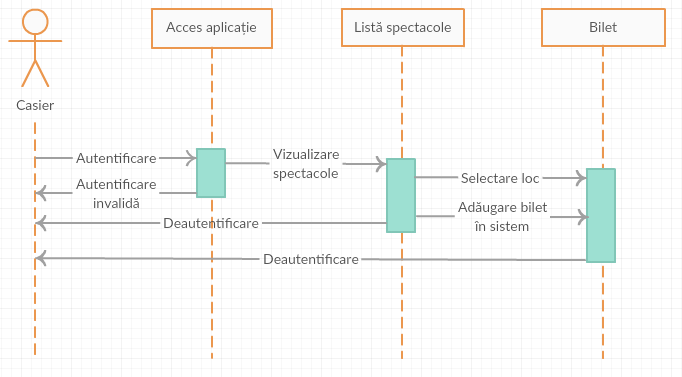 Acces aplicație
Listă spectacole
Bilet
Casier
Autentificare
Vizualizare
spectacole
Selectare loc
Autentificare
invalidă
Adăugare bilet
în sistem
Deautentificare
Deautentificare